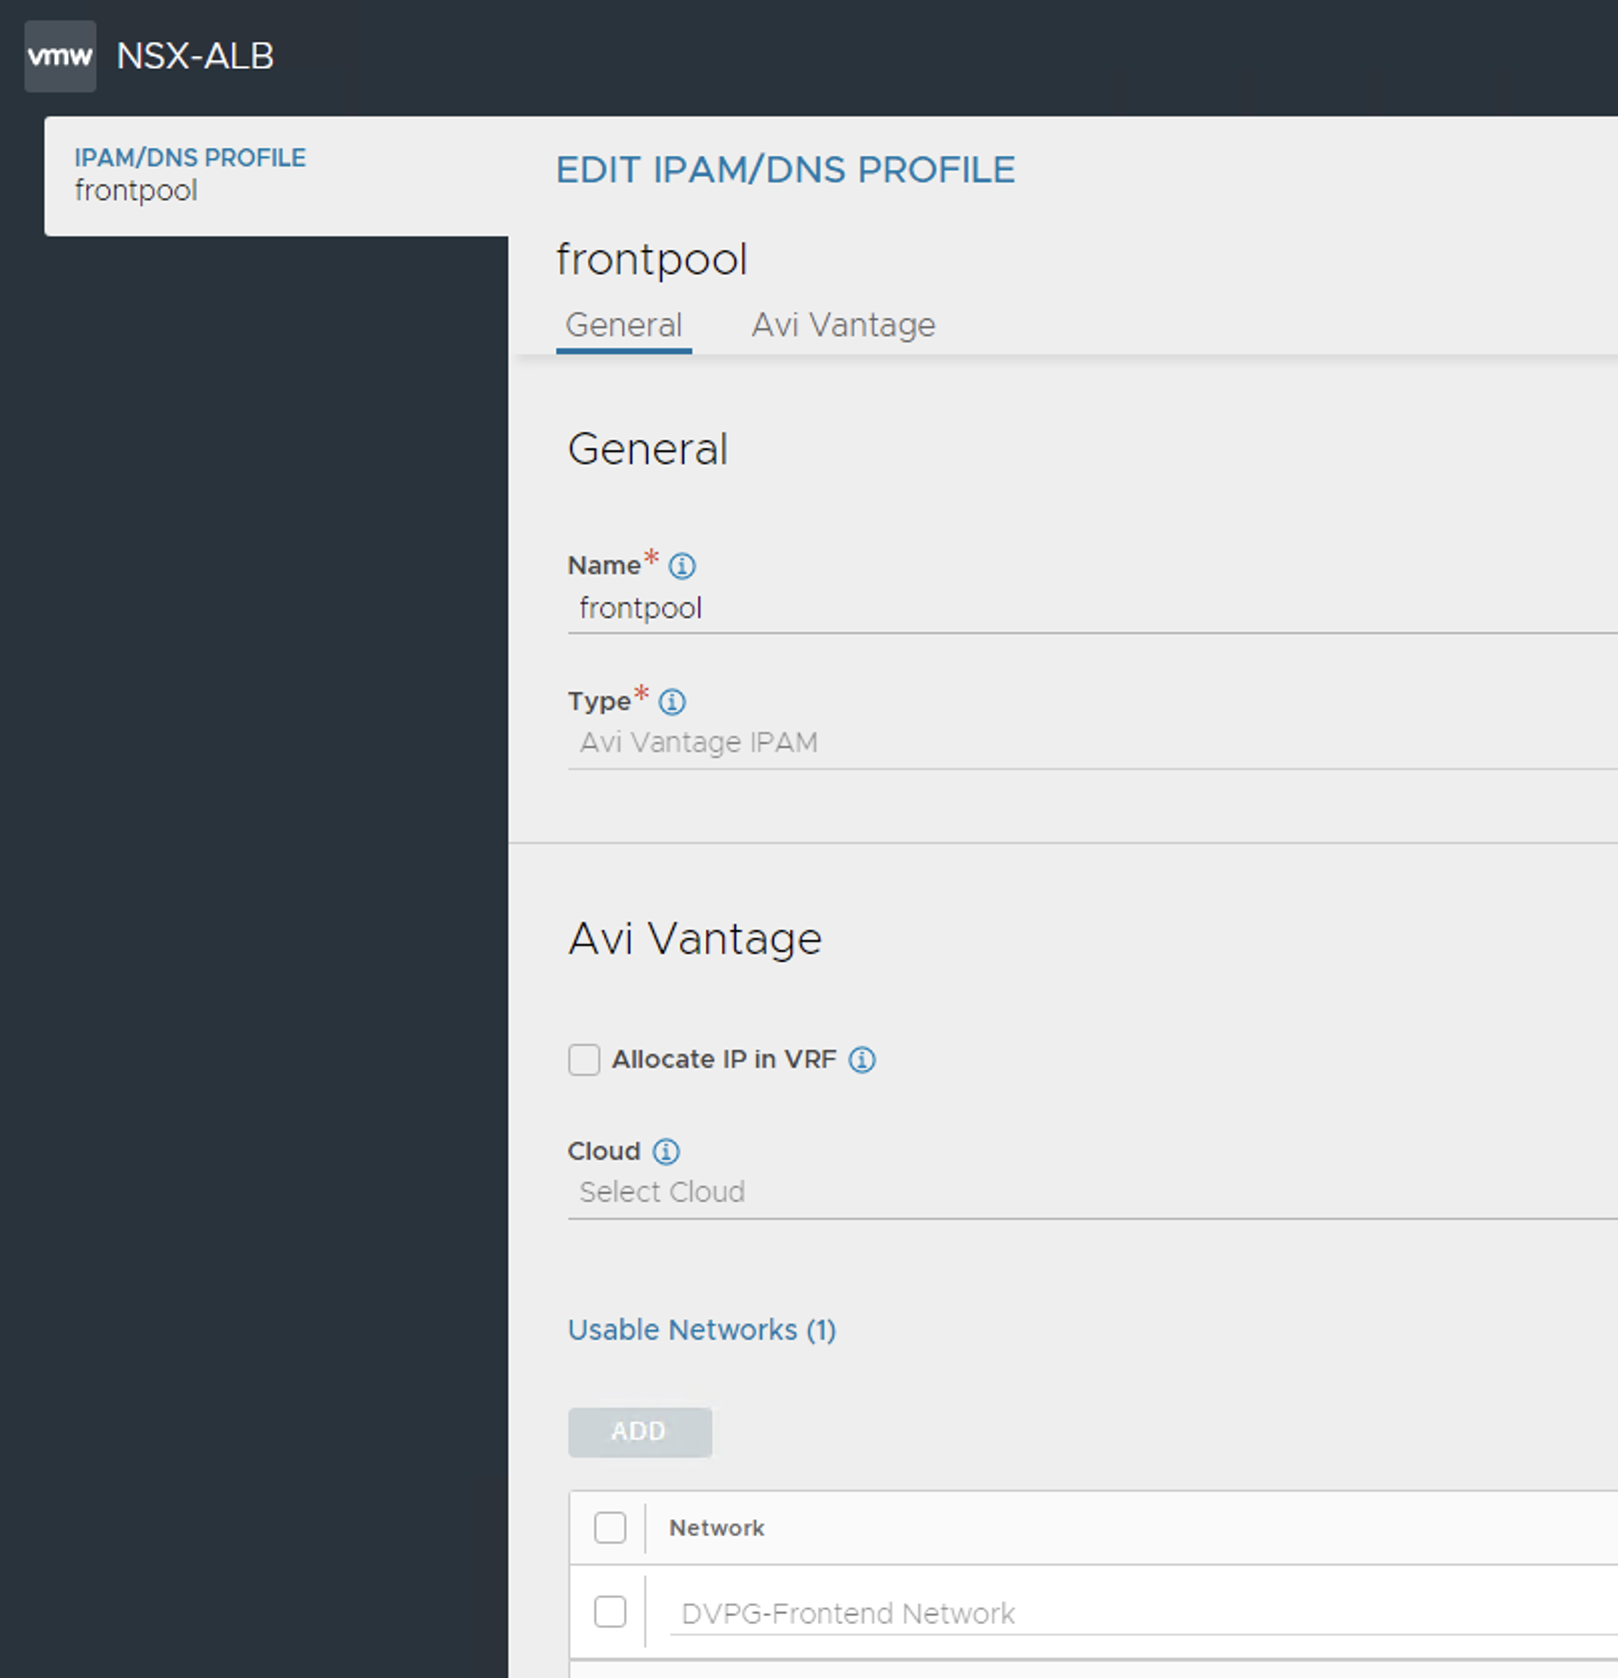 vmw NSX-ALB
IPAM/DNS PROFILE
frontpool
EDIT IPAM/DNS PROFILE
frontpool
General Avi Vantage
General
Name*
frontpool
Type*
Avi Vantage IPAM
Avi Vantage
Allocate IP in VRF
Cloud
Select Cloud
Usable Networks (1)
ADD
Network
DVPG-Frontend Network